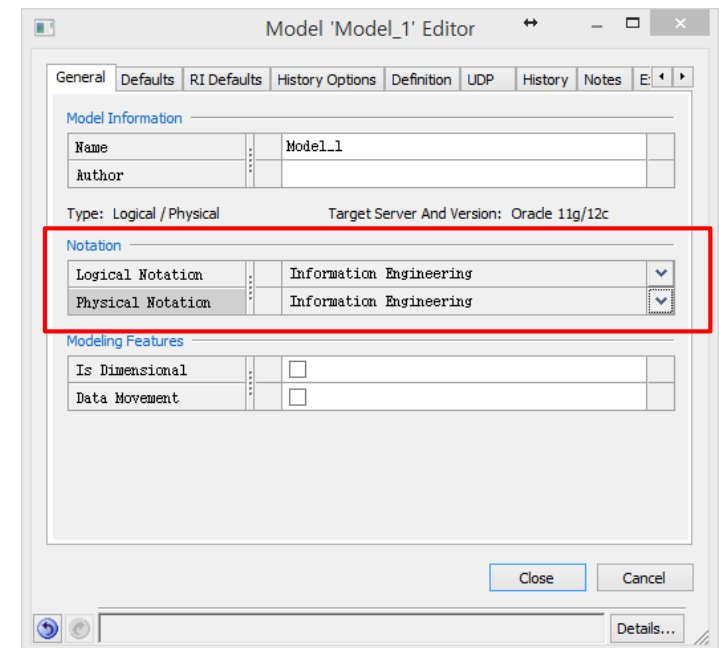 Model 'Model_1' Editor
General Defaults RI Defaults History Options Definition UDP History Notes E:
Model Information
Name Model_1
Author
Type: Logical / Physical Target Server And Version: Oracle 11g/12c
Notation
Logical Notation Information Engineering
Physical Notation Information Engineering
Modeling Features
Is Dimensional
Data Movement
Close Cancel
Details...